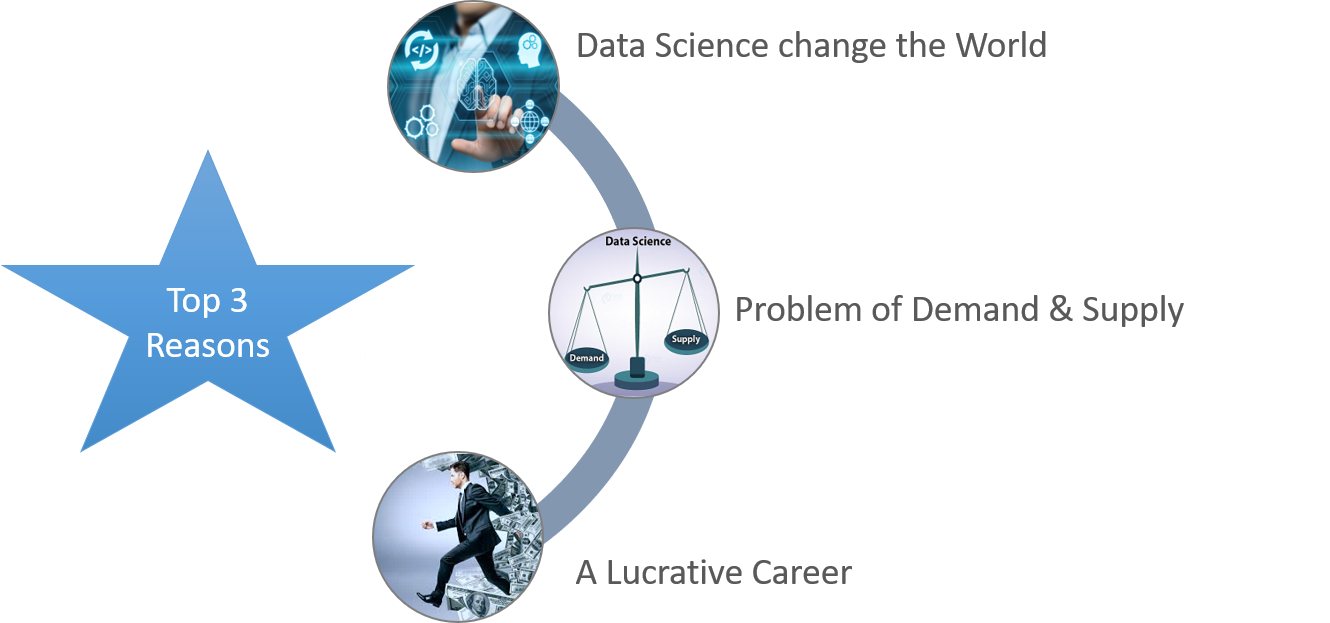 Data Science change the World
Top 3
Reasons
Data Science
Demand
Supply
Problem of Demand & Supply
A Lucrative Career